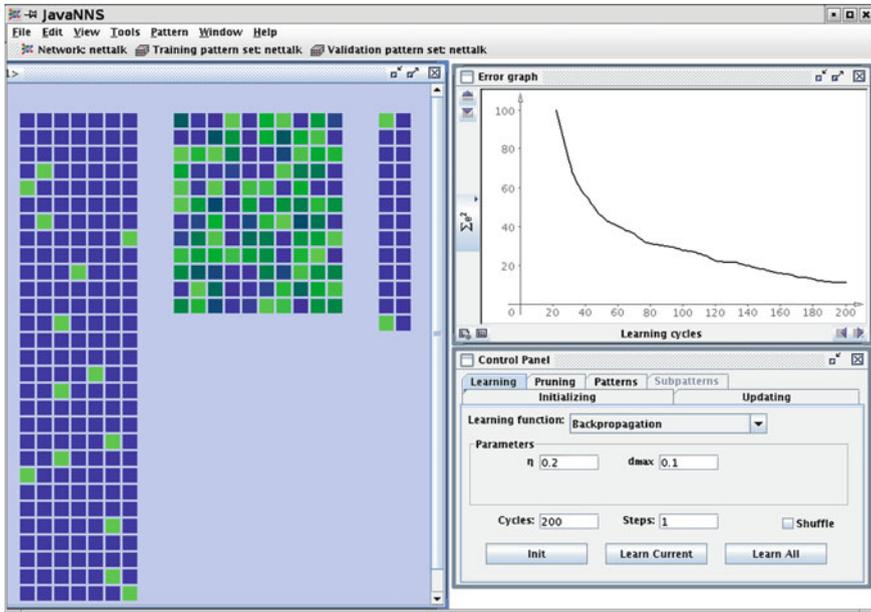 JavaNNS
File Edit View Tools Pattern Window Help
Network: nettalk Training pattern set: nettalk Validation pattern set: nettalk
1>
Error graph
100
80
60
40
20
Σe²
0 20 40 60 80 100 120 140 160 180 200
Learning cycles
Control Panel
Learning Pruning Patterns Subpatterns
Initializing Updating
Learning function: Backpropagation
Parameters
η 0.2 dmax 0.1
Cycles: 200 Steps: 1 Shuffle
Init Learn Current Learn All